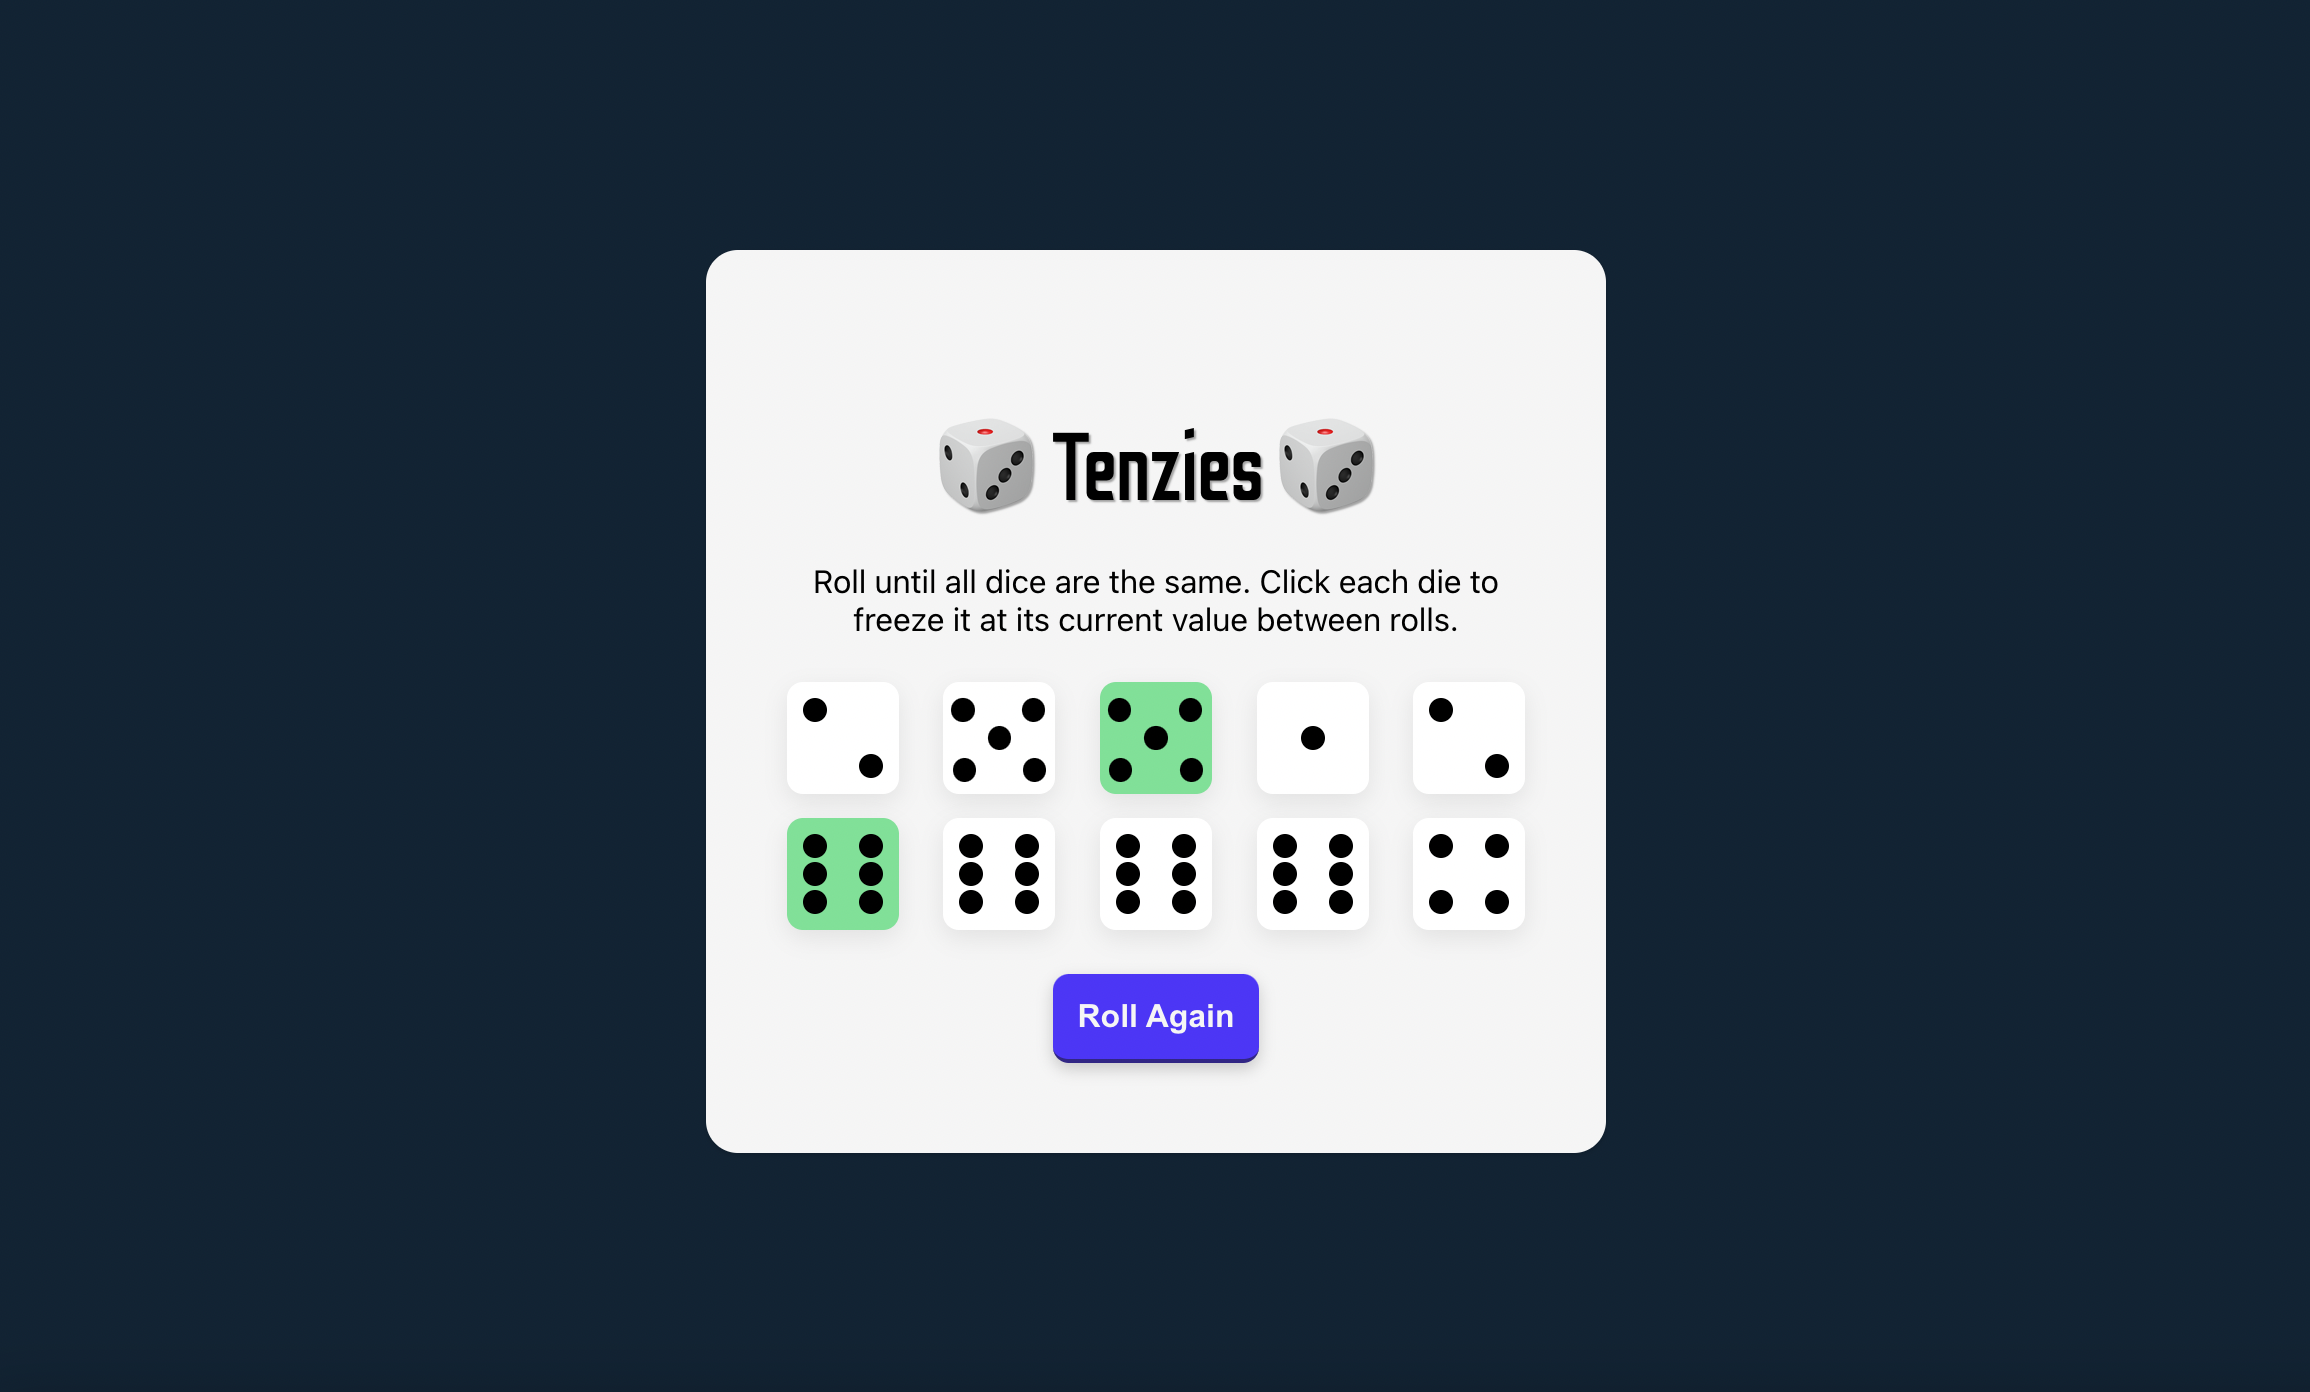 Tenzies
Roll until all dice are the same. Click each die to
freeze it at its current value between rolls.
Roll Again